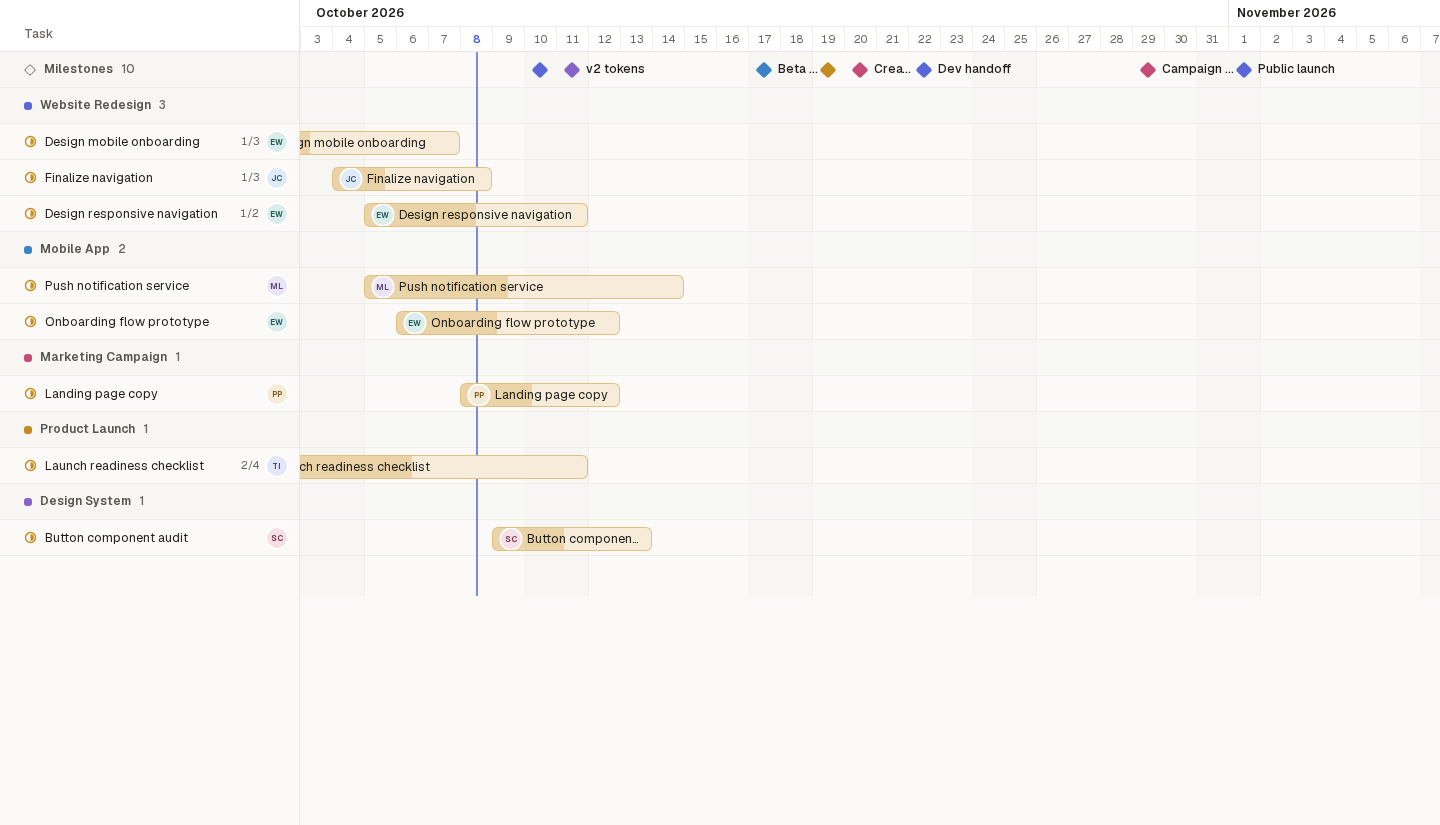 October 2026 November 2026
Task
3 4 5 6 7 8 9 10 11 12 13 14 15 16 17 18 19 20 21 22 23 24 25 26 27 28 29 30 31 1 2 3 4 5 6 7
Milestones 10 v2 tokens Beta ... Crea... Dev handoff Campaign ... Public launch
Website Redesign 3
Design mobile onboarding 1/3 EW gn mobile onboarding
Finalize navigation 1/3 JC JC Finalize navigation
Design responsive navigation 1/2 EW EW Design responsive navigation
Mobile App 2
Push notification service ML ML Push notification service
Onboarding flow prototype EW EW Onboarding flow prototype
Marketing Campaign 1
Landing page copy PP PP Landing page copy
Product Launch 1
Launch readiness checklist 2/4 TI ch readiness checklist
Design System 1
Button component audit SC SC Button componen...